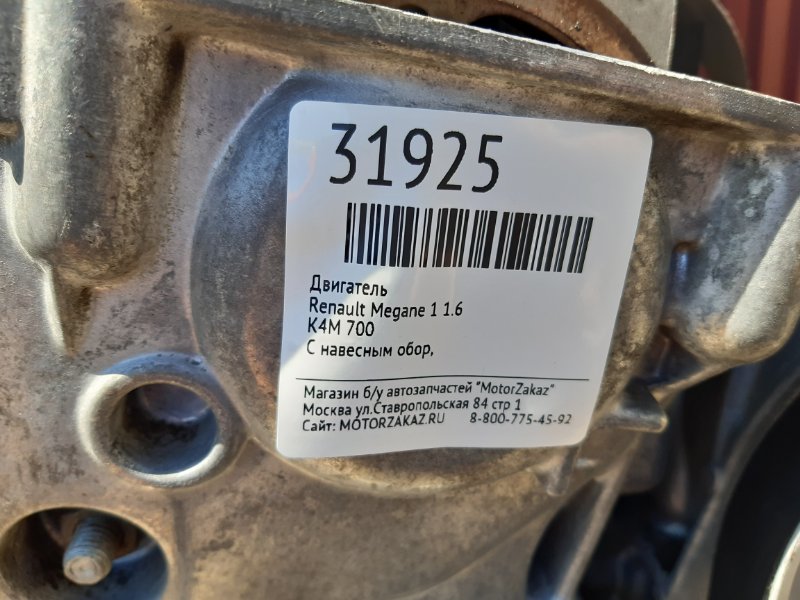 31925
Двигатель
Renault Megane 1 1.6
K4M 700
С навесным обор,
Магазин б/у автозапчастей "MotorZakaz"
Москва ул.Ставропольская 84 стр 1
Сайт: MOTORZAKAZ.RU 8-800-775-45-92